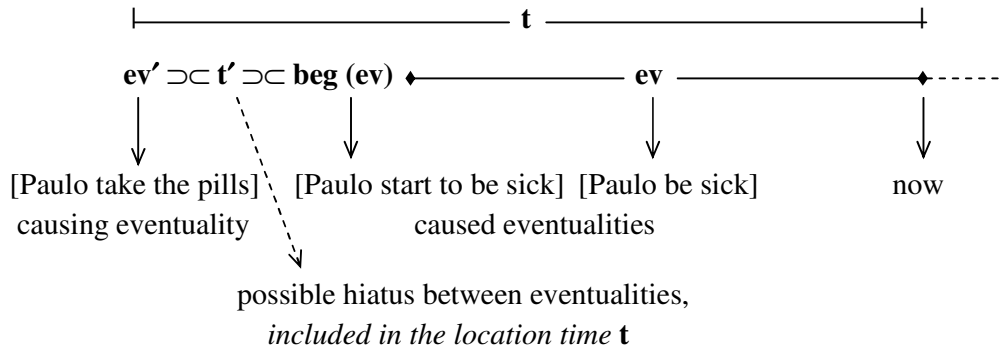 t
ev′ ⊃⊂ t′ ⊃⊂ beg (ev) ev
[Paulo take the pills] [Paulo start to be sick] [Paulo be sick] now
causing eventuality caused eventualities
possible hiatus between eventualities,
included in the location time t